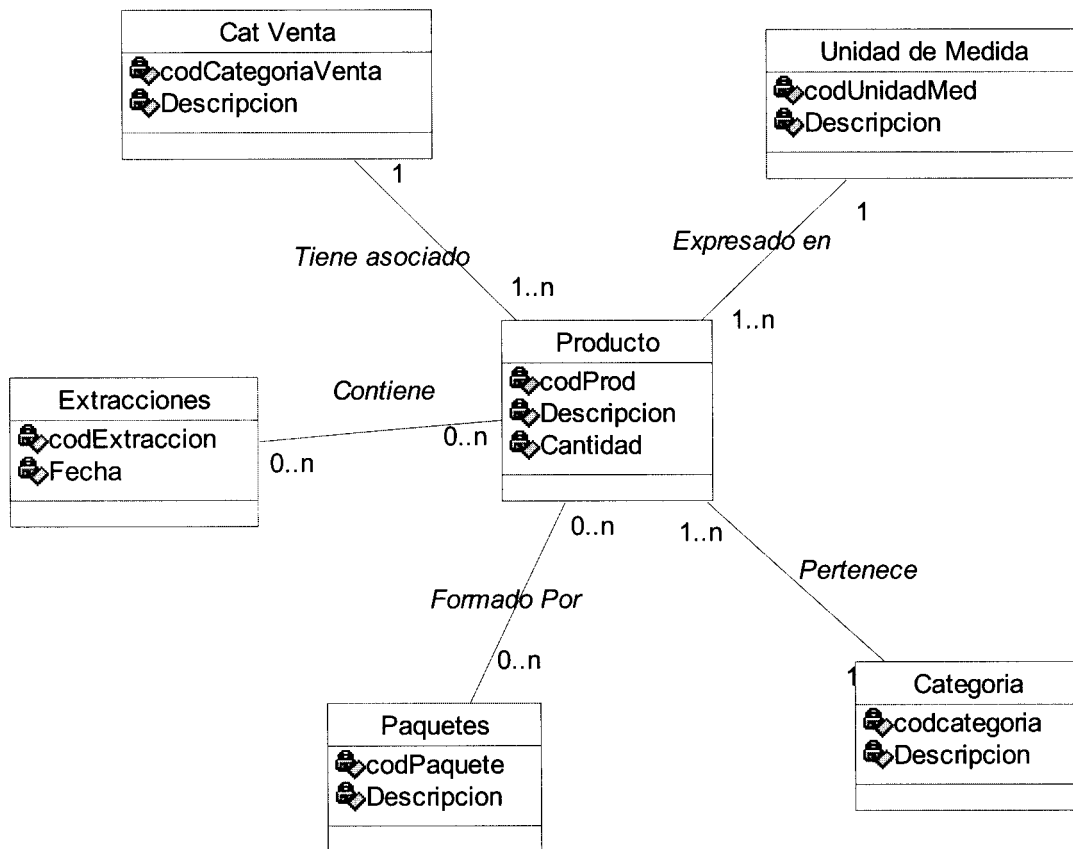 Cat Venta
codCategoriaVenta
Descripcion
Unidad de Medida
codUnidadMed
Descripcion
1
1
Tiene asociado
Expresado en
1..n
1..n
Producto
codProd
Descripcion
Cantidad
Extracciones
codExtraccion
Fecha
Contiene
0..n
0..n
0..n
1..n
Formado Por
Pertenece
0..n
1
Paquetes
codPaquete
Descripcion
Categoria
codcategoria
Descripcion